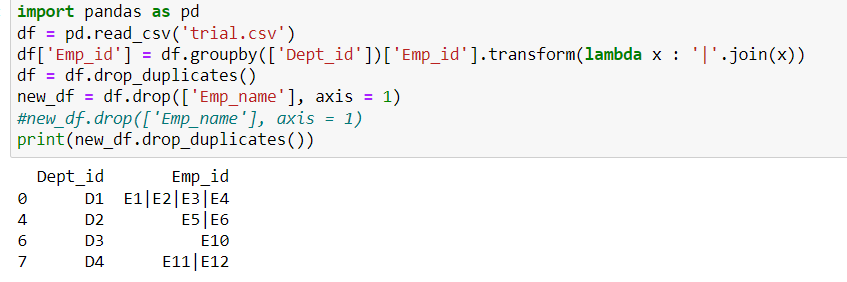 import pandas as pd
df = pd.read_csv('trial.csv')
df['Emp_id'] = df.groupby(['Dept_id'])['Emp_id'].transform(lambda x : '|'.join(x))
df = df.drop_duplicates()
new_df = df.drop(['Emp_name'], axis = 1)
#new_df.drop(['Emp_name'], axis = 1)
print(new_df.drop_duplicates())
Dept_id Emp_id
0 D1 E1|E2|E3|E4
4 D2 E5|E6
6 D3 E10
7 D4 E11|E12